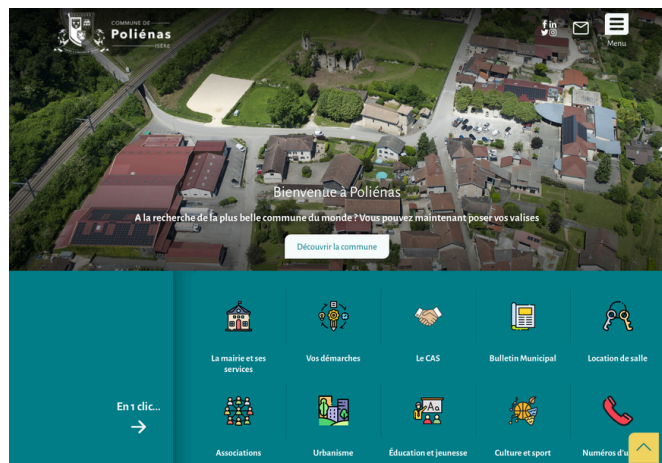 COMMUNE DE
Poliénas
ISÈRE
Menu
Bienvenue à Poliénas
A la recherche de la plus belle commune du monde ? Vous pouvez maintenant poser vos valises
Découvrir la commune
En 1 clic...
La mairie et ses
services
Vos démarches
Le CAS
Bulletin Municipal
Location de salle
Associations
Urbanisme
Éducation et jeunesse
Culture et sport
Numéros d'u